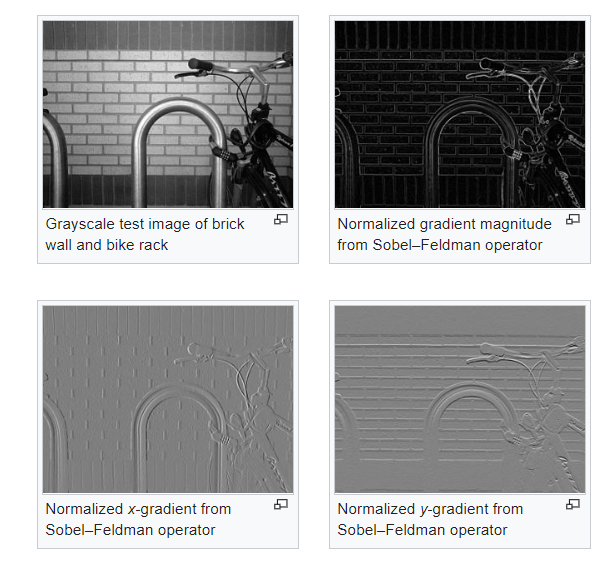 Grayscale test image of brick
wall and bike rack
Normalized gradient magnitude
from Sobel–Feldman operator
Normalized x-gradient from
Sobel–Feldman operator
Normalized y-gradient from
Sobel–Feldman operator